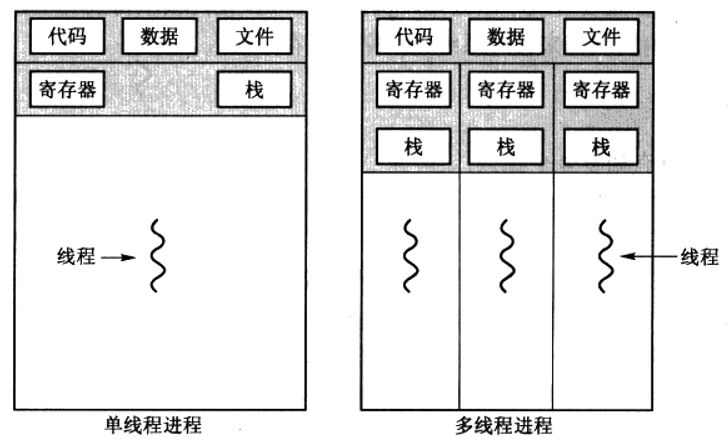 代码 数据 文件
寄存器 栈
线程
单线程进程
代码 数据 文件
寄存器 寄存器 寄存器
栈 栈 栈
线程
多线程进程